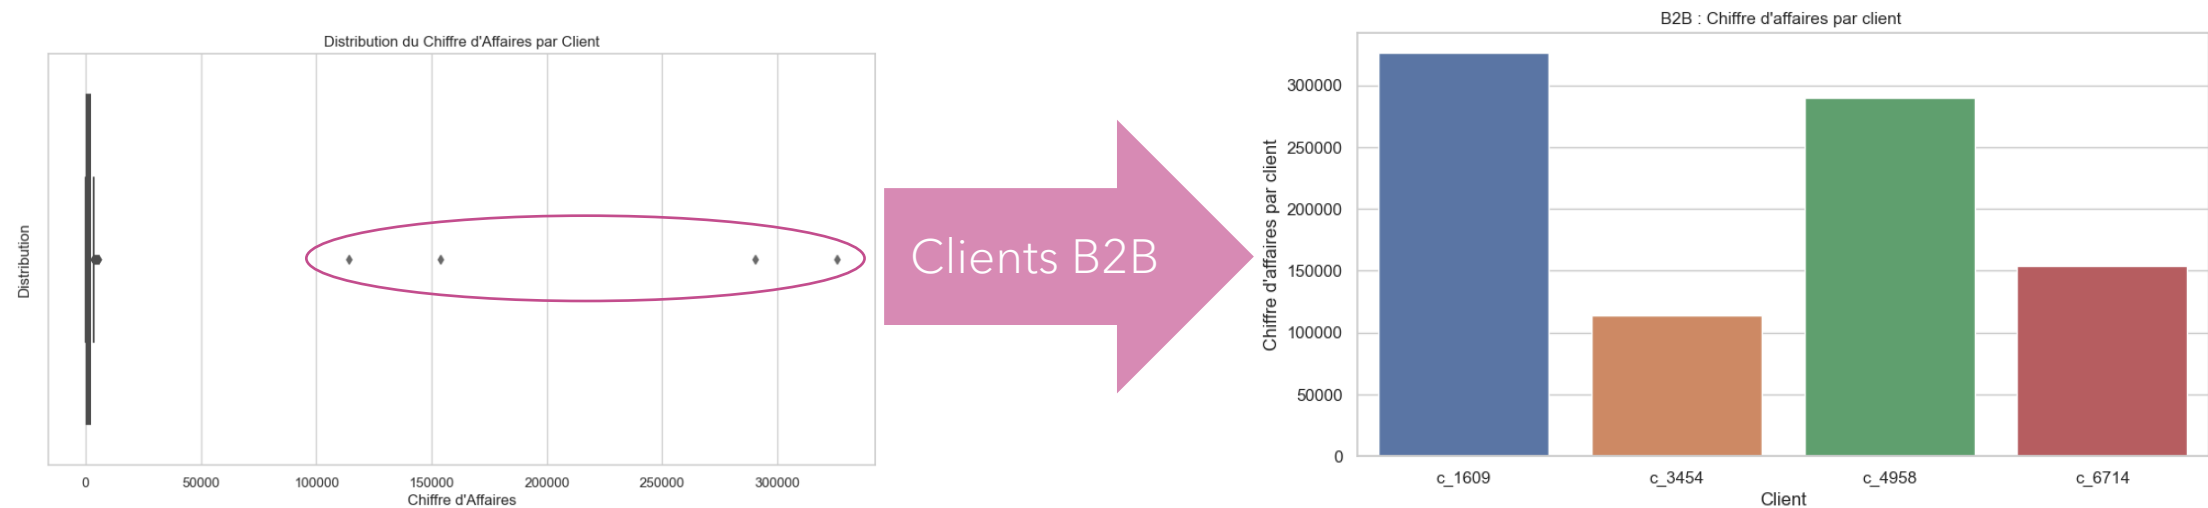 Distribution du Chiffre d'Affaires par Client
Distribution
0 50000 100000 150000 200000 250000 300000
Chiffre d'Affaires
Clients B2B
B2B : Chiffre d'affaires par client
Chiffre d'affaires par client
300000
250000
200000
150000
100000
50000
0
c_1609 c_3454 c_4958 c_6714
Client